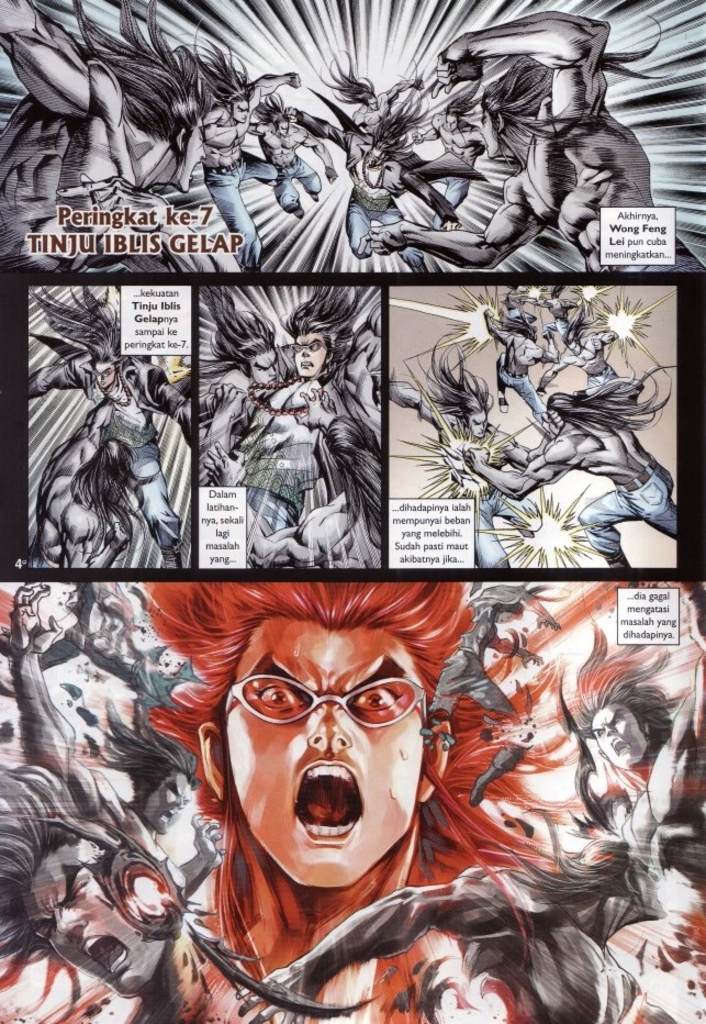 Peringkat ke-7
TINJU IBLIS GELAP
Akhirnya,
Wong Feng
Lei pun cuba
meningkatkan...
...kekuatan
Tinju Iblis
Gelapnya
sampai ke
peringkat ke-7.
Dalam
latihan-
nya, sekali
lagi
masalah
yang...
...dihadapinya ialah
mempunyai beban
yang melebihi.
Sudah pasti maut
akibatnya jika...
4
...dia gagal
mengatasi
masalah yang
dihadapinya.